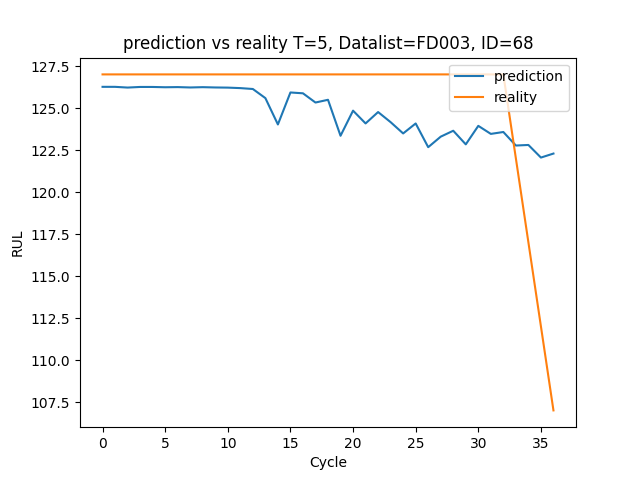 prediction vs reality T=5, Datalist=FD003, ID=68
prediction
reality
RUL
127.5
125.0
122.5
120.0
117.5
115.0
112.5
110.0
107.5
0 5 10 15 20 25 30 35
Cycle